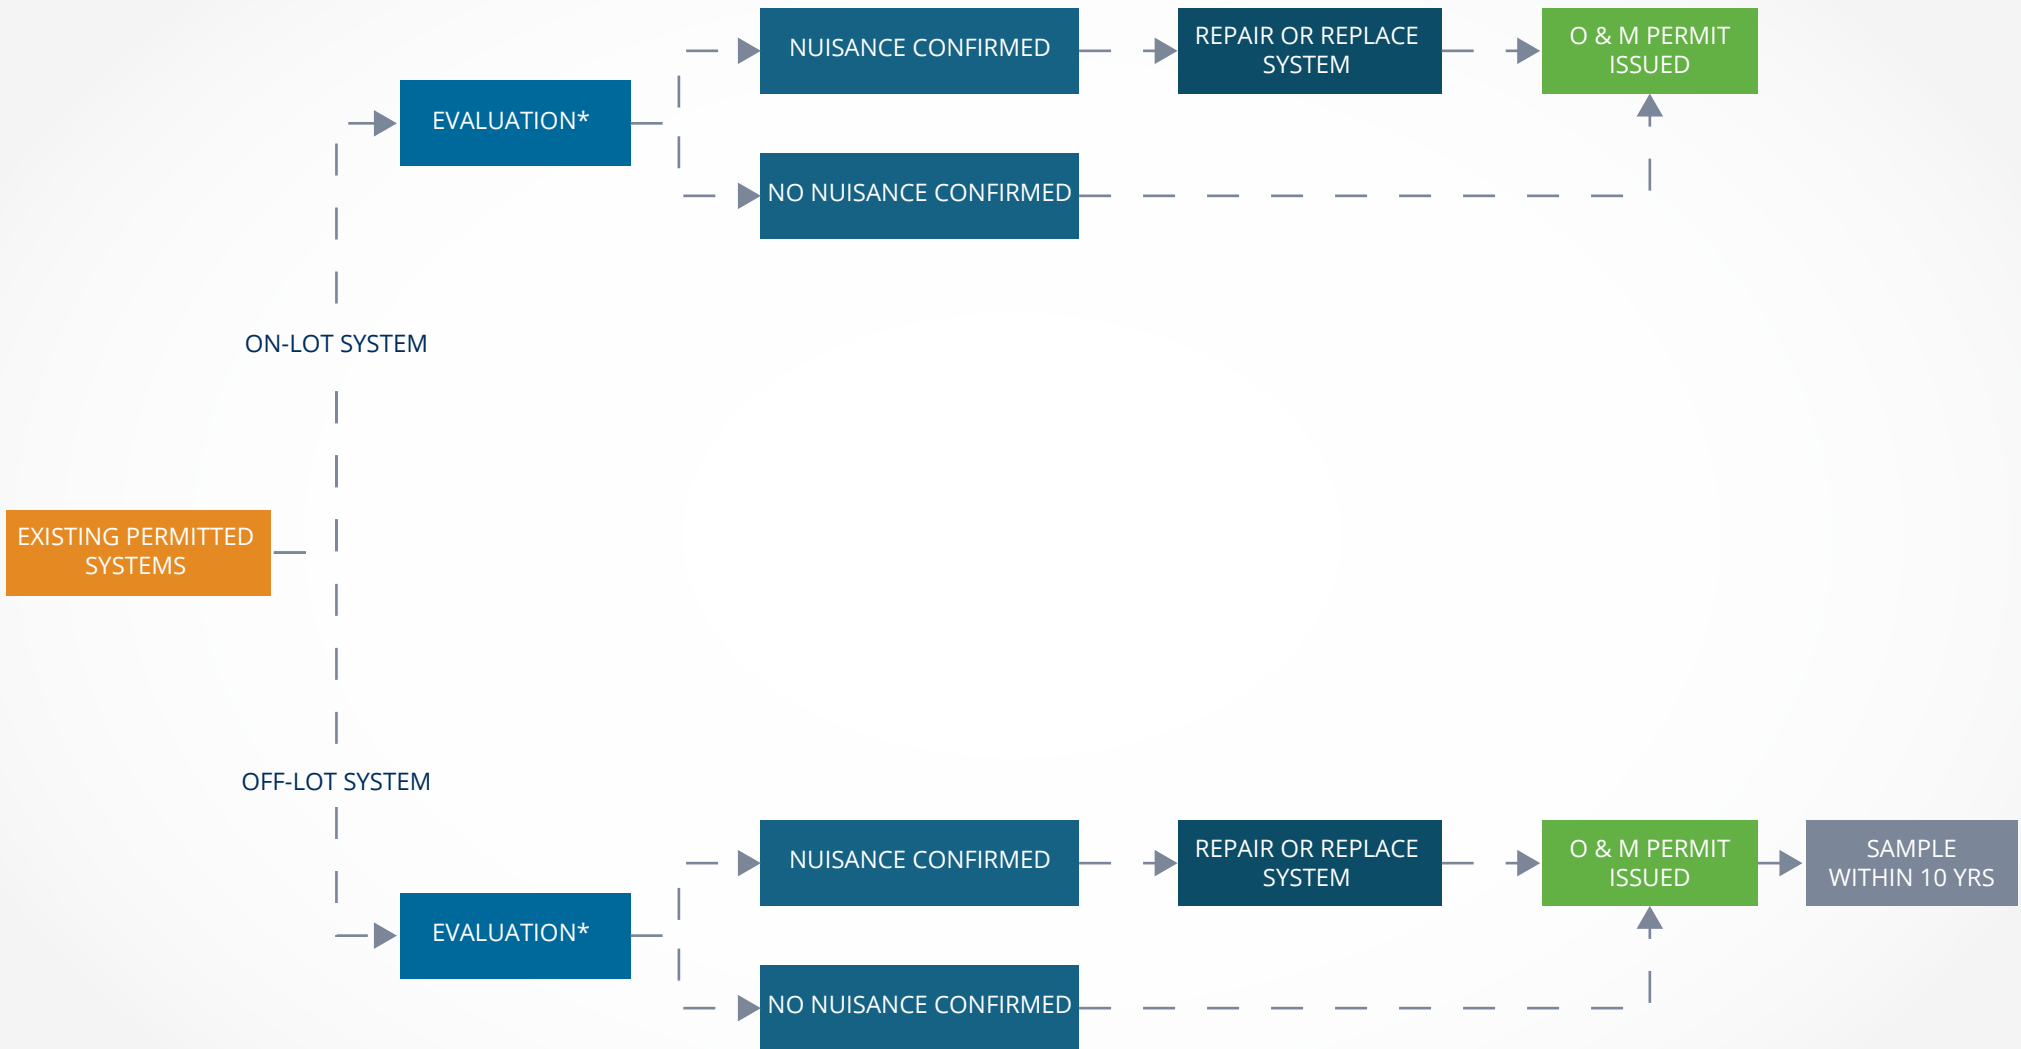 NUISANCE CONFIRMED
REPAIR OR REPLACE
SYSTEM
O & M PERMIT
ISSUED
EVALUATION*
NO NUISANCE CONFIRMED
ON-LOT SYSTEM
EXISTING PERMITTED
SYSTEMS
OFF-LOT SYSTEM
NUISANCE CONFIRMED
REPAIR OR REPLACE
SYSTEM
O & M PERMIT
ISSUED
SAMPLE
WITHIN 10 YRS
EVALUATION*
NO NUISANCE CONFIRMED